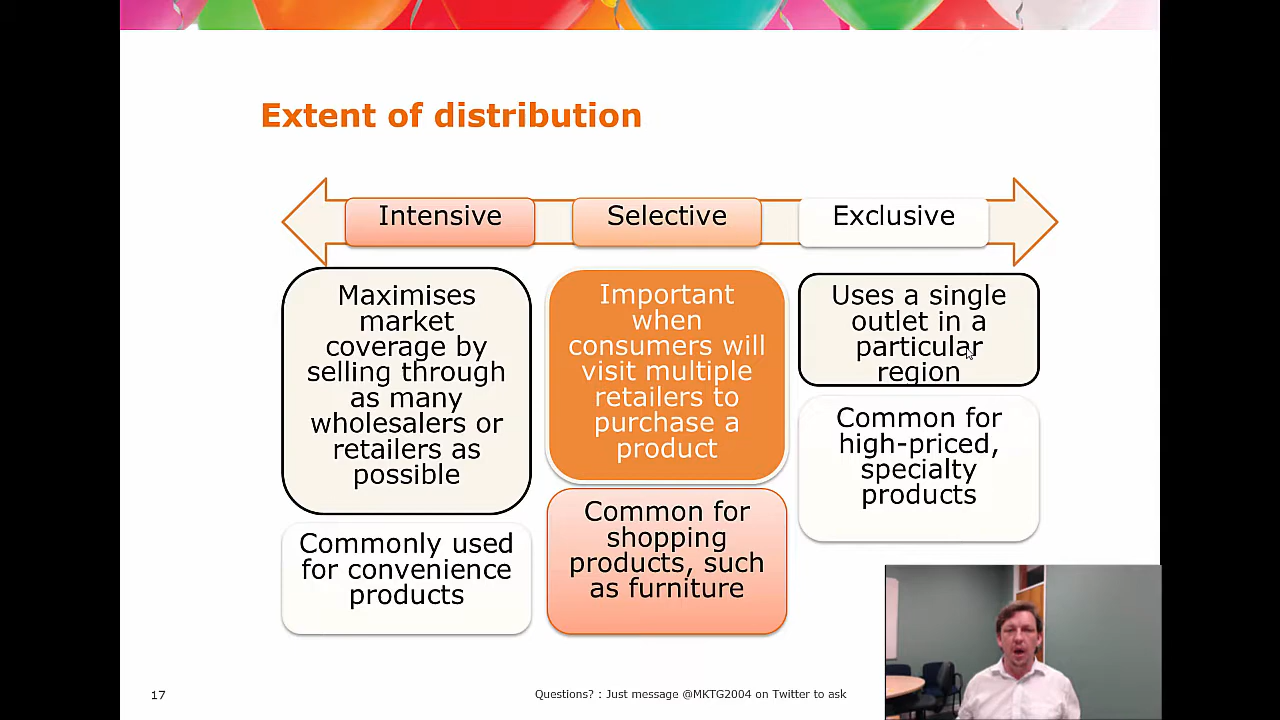 Extent of distribution
Intensive
Selective
Exclusive
Maximises
market
coverage by
selling through
as many
wholesalers or
retailers as
possible
Commonly used
for convenience
products
Important
when
consumers will
visit multiple
retailers to
purchase a
product
Common for
shopping
products, such
as furniture
Uses a single
outlet in a
particular
region
Common for
high-priced,
specialty
products
17
Questions? : Just message @MKTG2004 on Twitter to ask